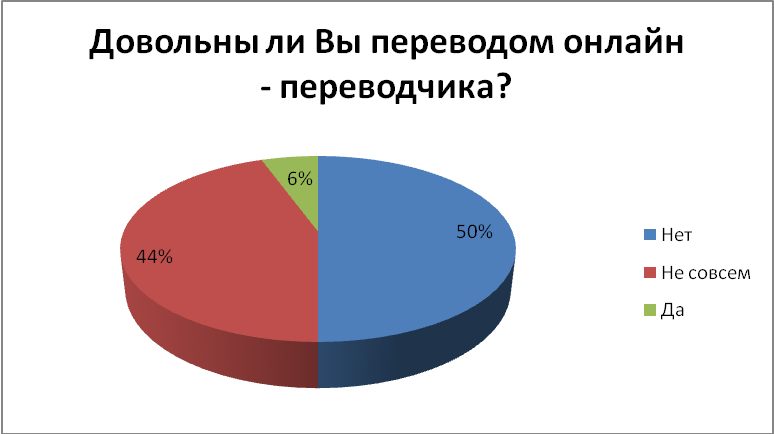 Довольны ли Вы переводом онлайн
- переводчика?
6%
50%
44%
Нет
Не совсем
Да